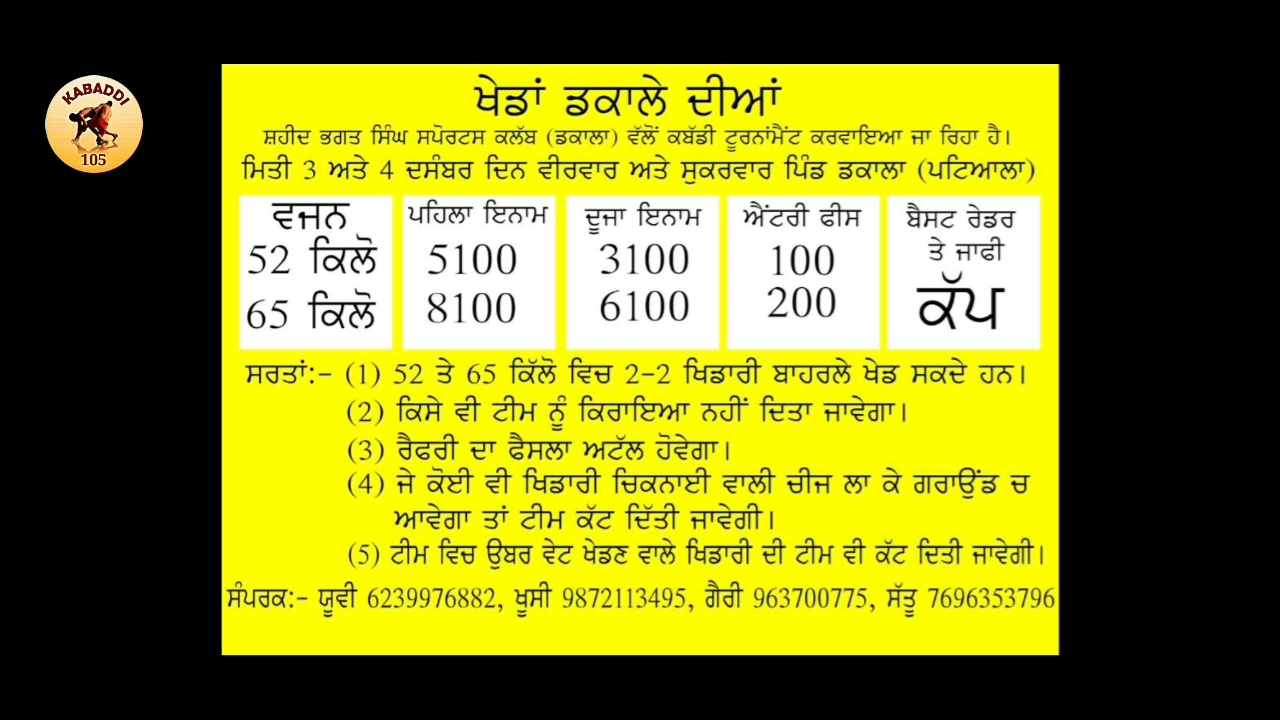 KABADDI
105
ਖੇਡਾਂ ਡਕਾਲੇ ਦੀਆਂ
ਸ਼ਹੀਦ ਭਗਤ ਸਿੰਘ ਸਪੋਰਟਸ ਕਲੱਬ (ਡਕਾਲਾ) ਵੱਲੋਂ ਕਬੱਡੀ ਟੂਰਨਾਂਮੈਂਟ ਕਰਵਾਇਆ ਜਾ ਰਿਹਾ ਹੈ।
ਮਿਤੀ 3 ਅਤੇ 4 ਦਸੰਬਰ ਦਿਨ ਵੀਰਵਾਰ ਅਤੇ ਸੁਕਰਵਾਰ ਪਿੰਡ ਡਕਾਲਾ (ਪਟਿਆਲਾ)
ਵਜਨ
52 ਕਿਲੋ
65 ਕਿਲੋ
ਪਹਿਲਾ ਇਨਾਮ
5100
8100
ਦੂਜਾ ਇਨਾਮ
3100
6100
ਐਂਟਰੀ ਫੀਸ
100
200
ਬੈਸਟ ਰੇਡਰ
ਤੇ ਜਾਫੀ
ਕੱਪ
ਸਰਤਾਂ:- (1) 52 ਤੇ 65 ਕਿੱਲੋ ਵਿਚ 2-2 ਖਿਡਾਰੀ ਬਾਹਰਲੇ ਖੇਡ ਸਕਦੇ ਹਨ।
(2) ਕਿਸੇ ਵੀ ਟੀਮ ਨੂੰ ਕਿਰਾਇਆ ਨਹੀਂ ਦਿਤਾ ਜਾਵੇਗਾ।
(3) ਰੈਫਰੀ ਦਾ ਫੈਸਲਾ ਅਟੱਲ ਹੋਵੇਗਾ।
(4) ਜੇ ਕੋਈ ਵੀ ਖਿਡਾਰੀ ਚਿਕਨਾਈ ਵਾਲੀ ਚੀਜ ਲਾ ਕੇ ਗਰਾਉਂਡ ਚ
ਆਵੇਗਾ ਤਾਂ ਟੀਮ ਕੱਟ ਦਿੱਤੀ ਜਾਵੇਗੀ।
(5) ਟੀਮ ਵਿਚ ਉਬਰ ਵੇਟ ਖੇਡਣ ਵਾਲੇ ਖਿਡਾਰੀ ਦੀ ਟੀਮ ਵੀ ਕੱਟ ਦਿਤੀ ਜਾਵੇਗੀ।
ਸੰਪਰਕ:- ਯੂਵੀ 6239976882, ਖੂਸੀ 9872113495, ਗੈਰੀ 963700775, ਸੱਤੂ 7696353796